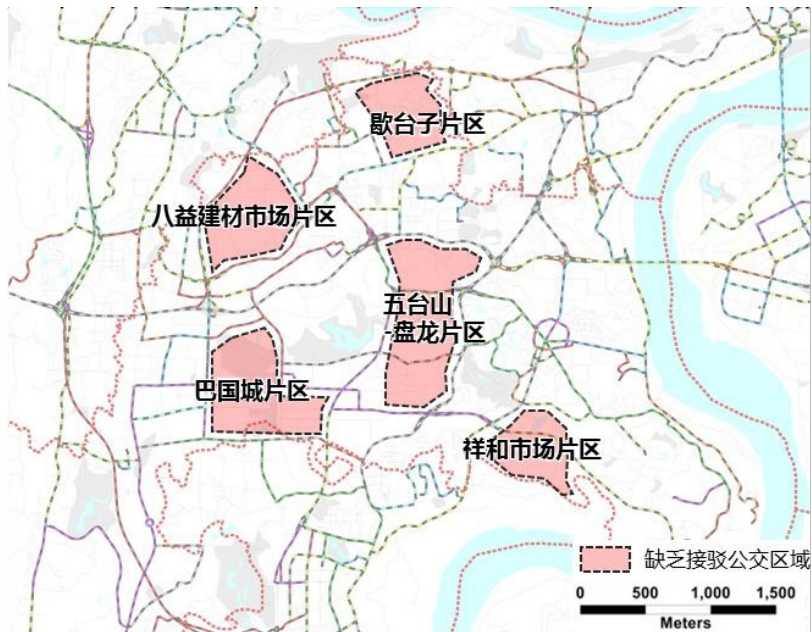 歇台子片区
八益建材市场片区
五台山
盘龙片区
巴国城片区
祥和市场片区
缺乏接驳公交区域
0 500 1,000 1,500
Meters